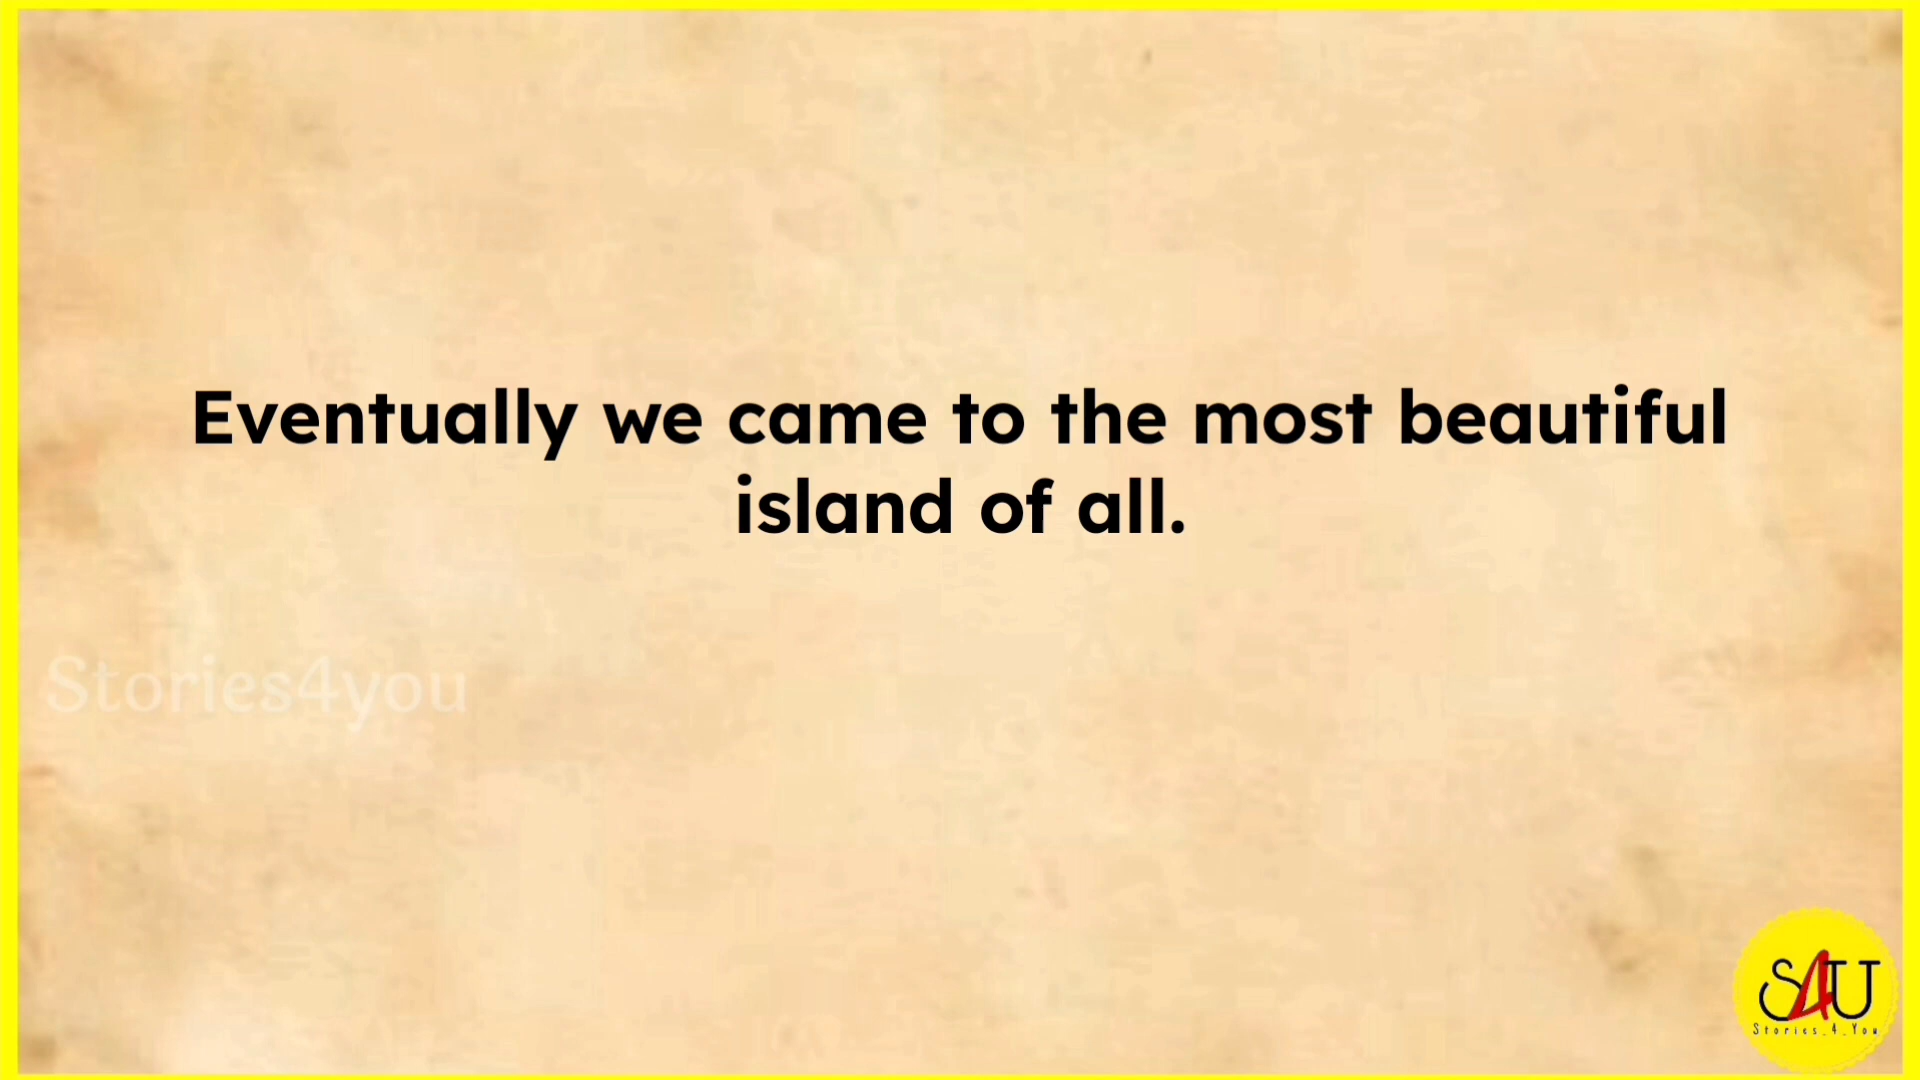 Eventually we came to the most beautiful
island of all.
Stories4you
S4U
Stories_4_You